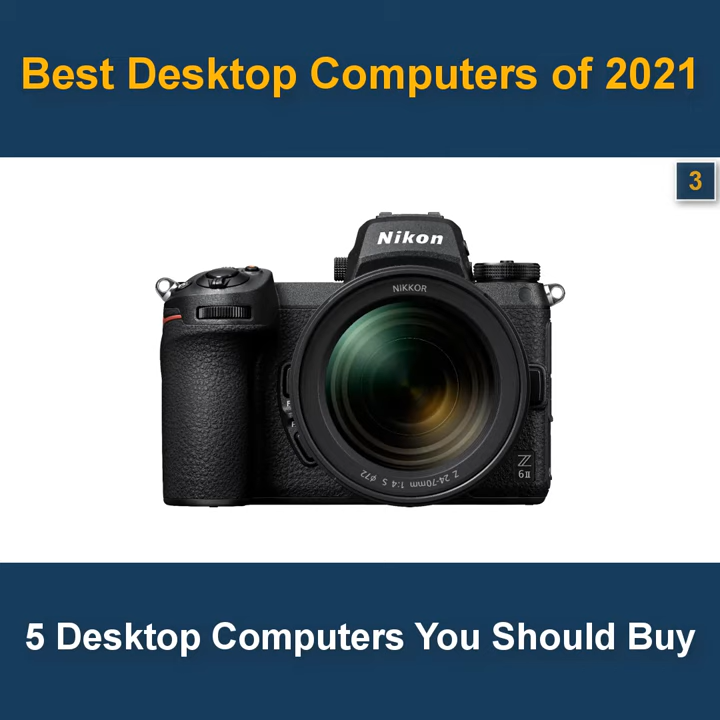 Best Desktop Computers of 2021
3
Nikon
NIKKOR
Z 6II
Z 24-70mm 1:4 S ø72
5 Desktop Computers You Should Buy